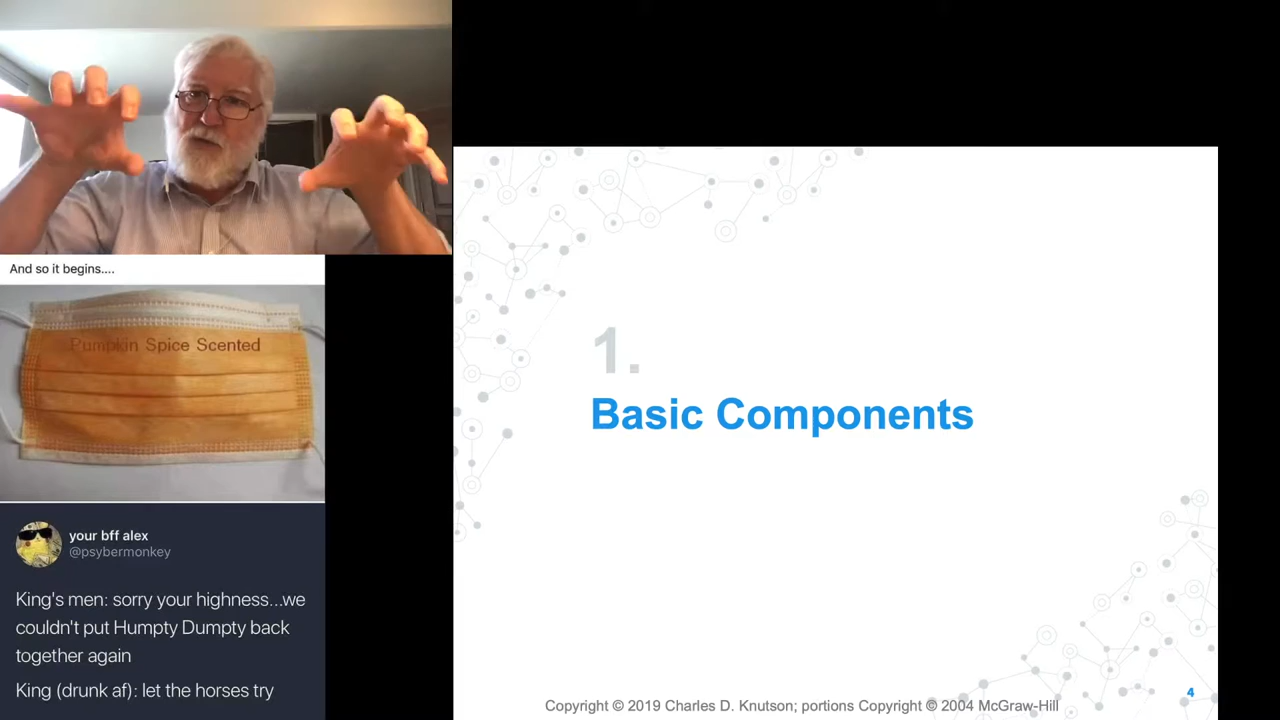 And so it begins....
Pumpkin Spice Scented
your bff alex
@psybermonkey
King's men: sorry your highness...we
couldn't put Humpty Dumpty back
together again
King (drunk af): let the horses try
1.
Basic Components
4
Copyright © 2019 Charles D. Knutson; portions Copyright © 2004 McGraw-Hill